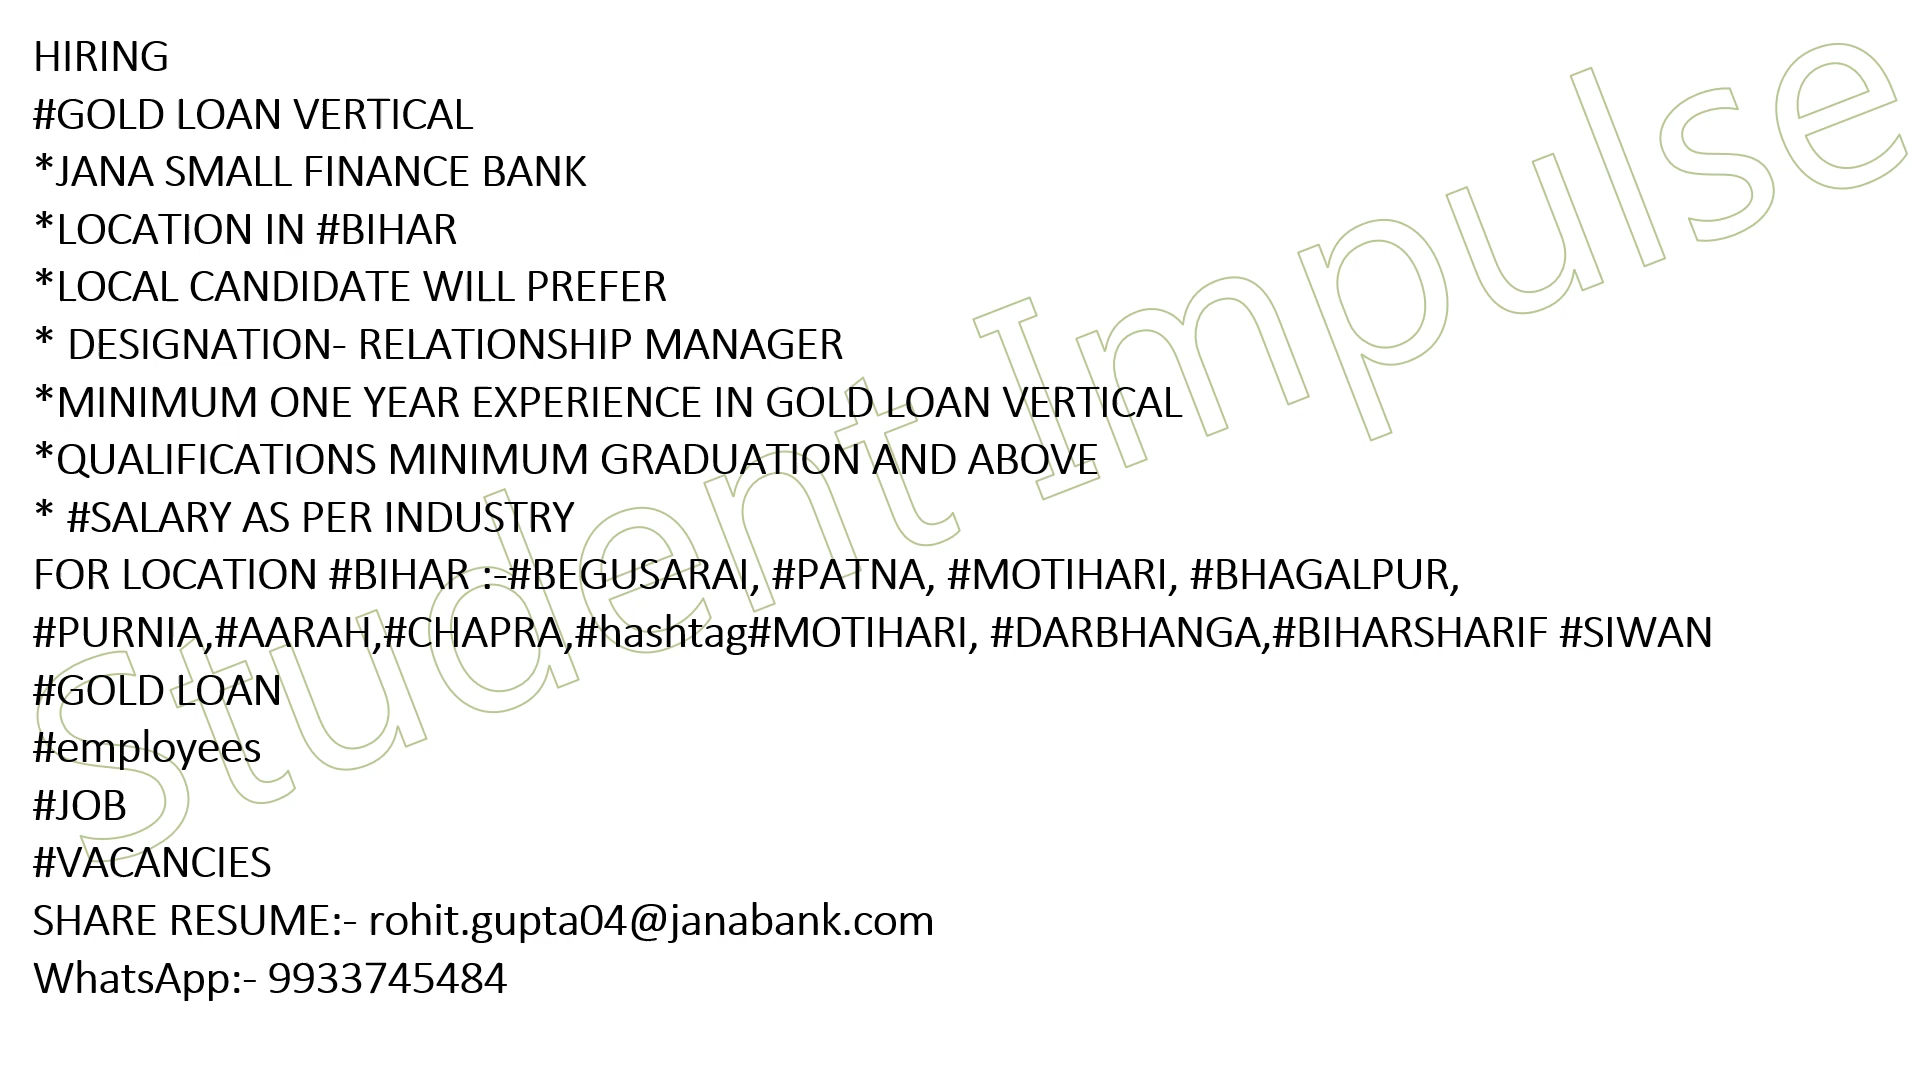 HIRING
#GOLD LOAN VERTICAL
*JANA SMALL FINANCE BANK
*LOCATION IN #BIHAR
*LOCAL CANDIDATE WILL PREFER
* DESIGNATION- RELATIONSHIP MANAGER
*MINIMUM ONE YEAR EXPERIENCE IN GOLD LOAN VERTICAL
*QUALIFICATIONS MINIMUM GRADUATION AND ABOVE
* #SALARY AS PER INDUSTRY
FOR LOCATION #BIHAR :-#BEGUSARAI, #PATNA, #MOTIHARI, #BHAGALPUR,
#PURNIA,#AARAH,#CHAPRA,#hashtag#MOTIHARI, #DARBHANGA,#BIHARSHARIF #SIWAN
#GOLD LOAN
#employees
#JOB
#VACANCIES
SHARE RESUME:- rohit.gupta04@janabank.com
WhatsApp:- 9933745484
Student Impulse